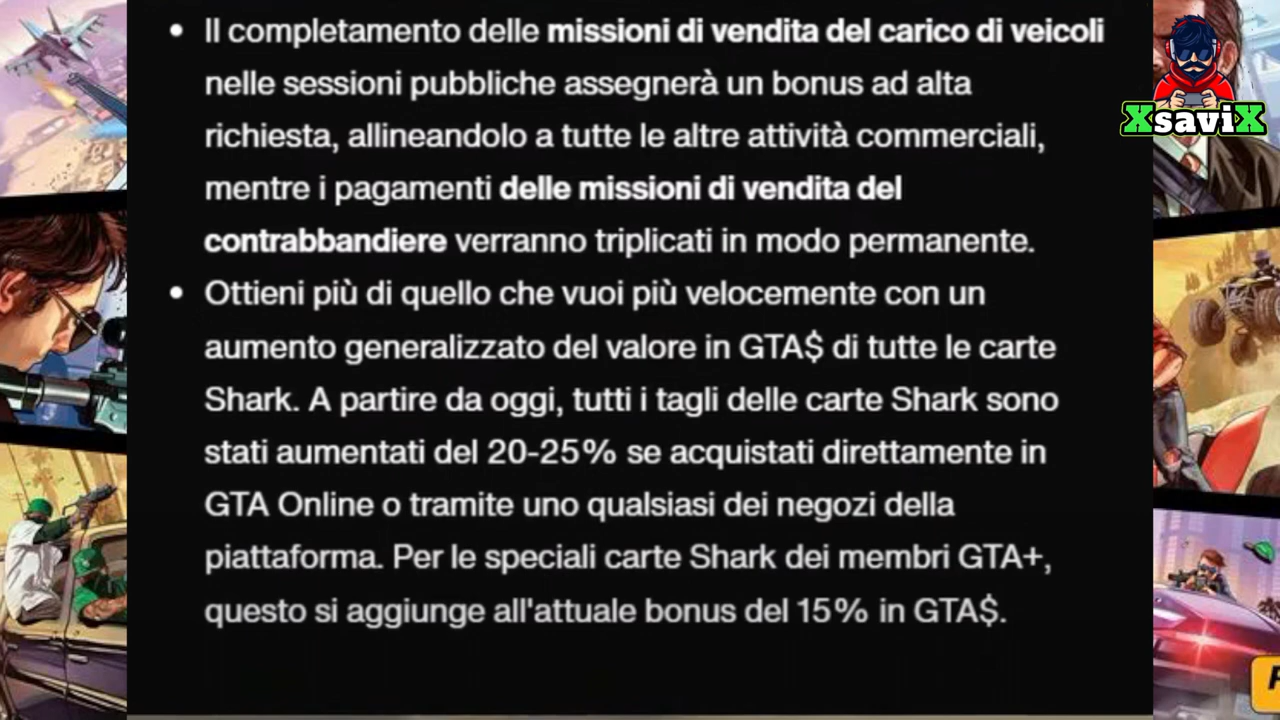 • Il completamento delle missioni di vendita del carico di veicoli
nelle sessioni pubbliche assegnerà un bonus ad alta
richiesta, allineandolo a tutte le altre attività commerciali,
mentre i pagamenti delle missioni di vendita del
contrabbandiere verranno triplicati in modo permanente.
• Ottieni più di quello che vuoi più velocemente con un
aumento generalizzato del valore in GTA$ di tutte le carte
Shark. A partire da oggi, tutti i tagli delle carte Shark sono
stati aumentati del 20-25% se acquistati direttamente in
GTA Online o tramite uno qualsiasi dei negozi della
piattaforma. Per le speciali carte Shark dei membri GTA+,
questo si aggiunge all'attuale bonus del 15% in GTA$.
XsaviX